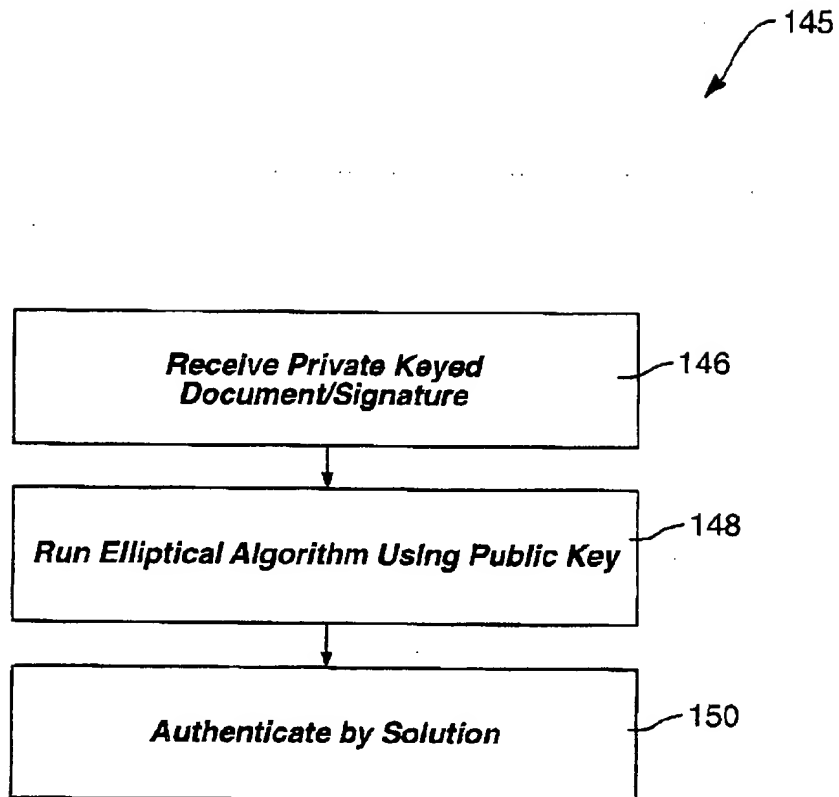 145
Receive Private Keyed
Document/Signature
146
Run Elliptical Algorithm Using Public Key
148
Authenticate by Solution
150